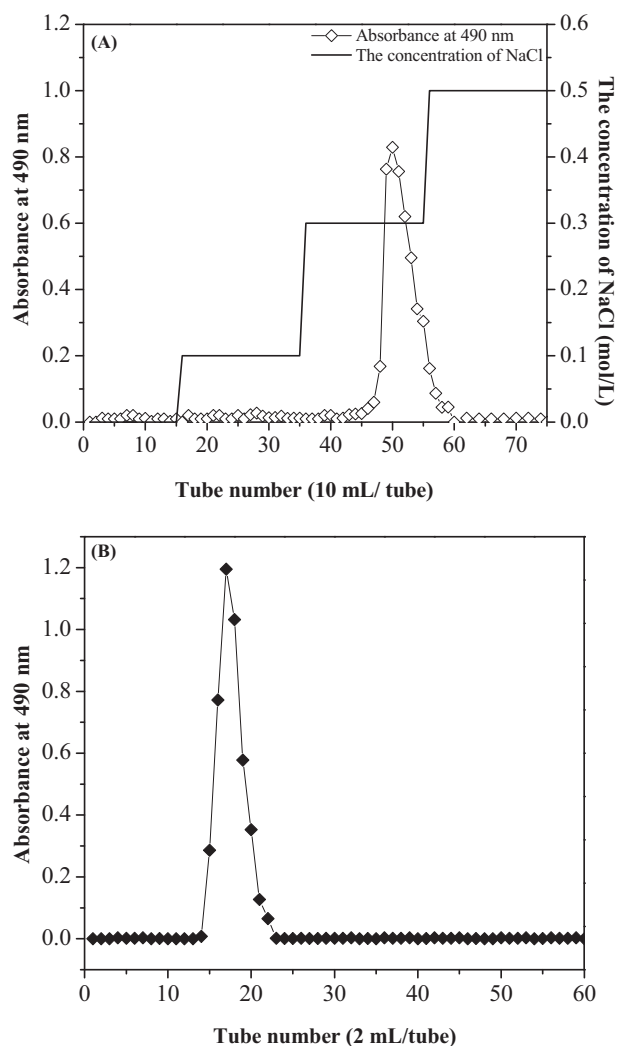 (A)
Absorbance at 490 nm
The concentration of NaCl
1.2
1.0
0.8
0.6
0.4
0.2
0.0
Absorbance at 490 nm
0.6
0.5
0.4
0.3
0.2
0.1
0.0
The concentration of NaCl (mol/L)
0 10 20 30 40 50 60 70
Tube number (10 mL/ tube)
(B)
1.2
1.0
0.8
0.6
0.4
0.2
0.0
Absorbance at 490 nm
0 10 20 30 40 50 60
Tube number (2 mL/tube)